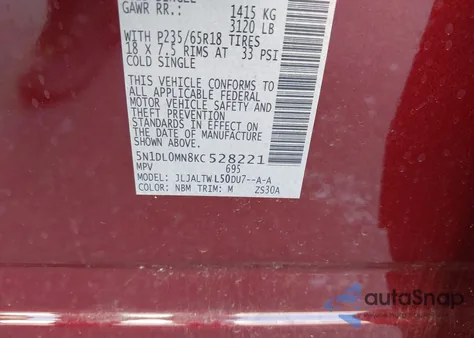 GAWR RR.: 1415 KG
3120 LB
WITH P235/65R18 TIRES
18 X 7.5 RIMS AT 33 PSI
COLD SINGLE
THIS VEHICLE CONFORMS TO
ALL APPLICABLE FEDERAL
MOTOR VEHICLE SAFETY AND
THEFT PREVENTION
STANDARDS IN EFFECT ON
THE DATE OF MANUFACTURE
SHOWN ABOVE.
5N1DL0MN8KC528221
MPV 695
MODEL: JLJALTWL50DU7--A-A
COLOR: NBM TRIM: M ZS30A
autoSnap